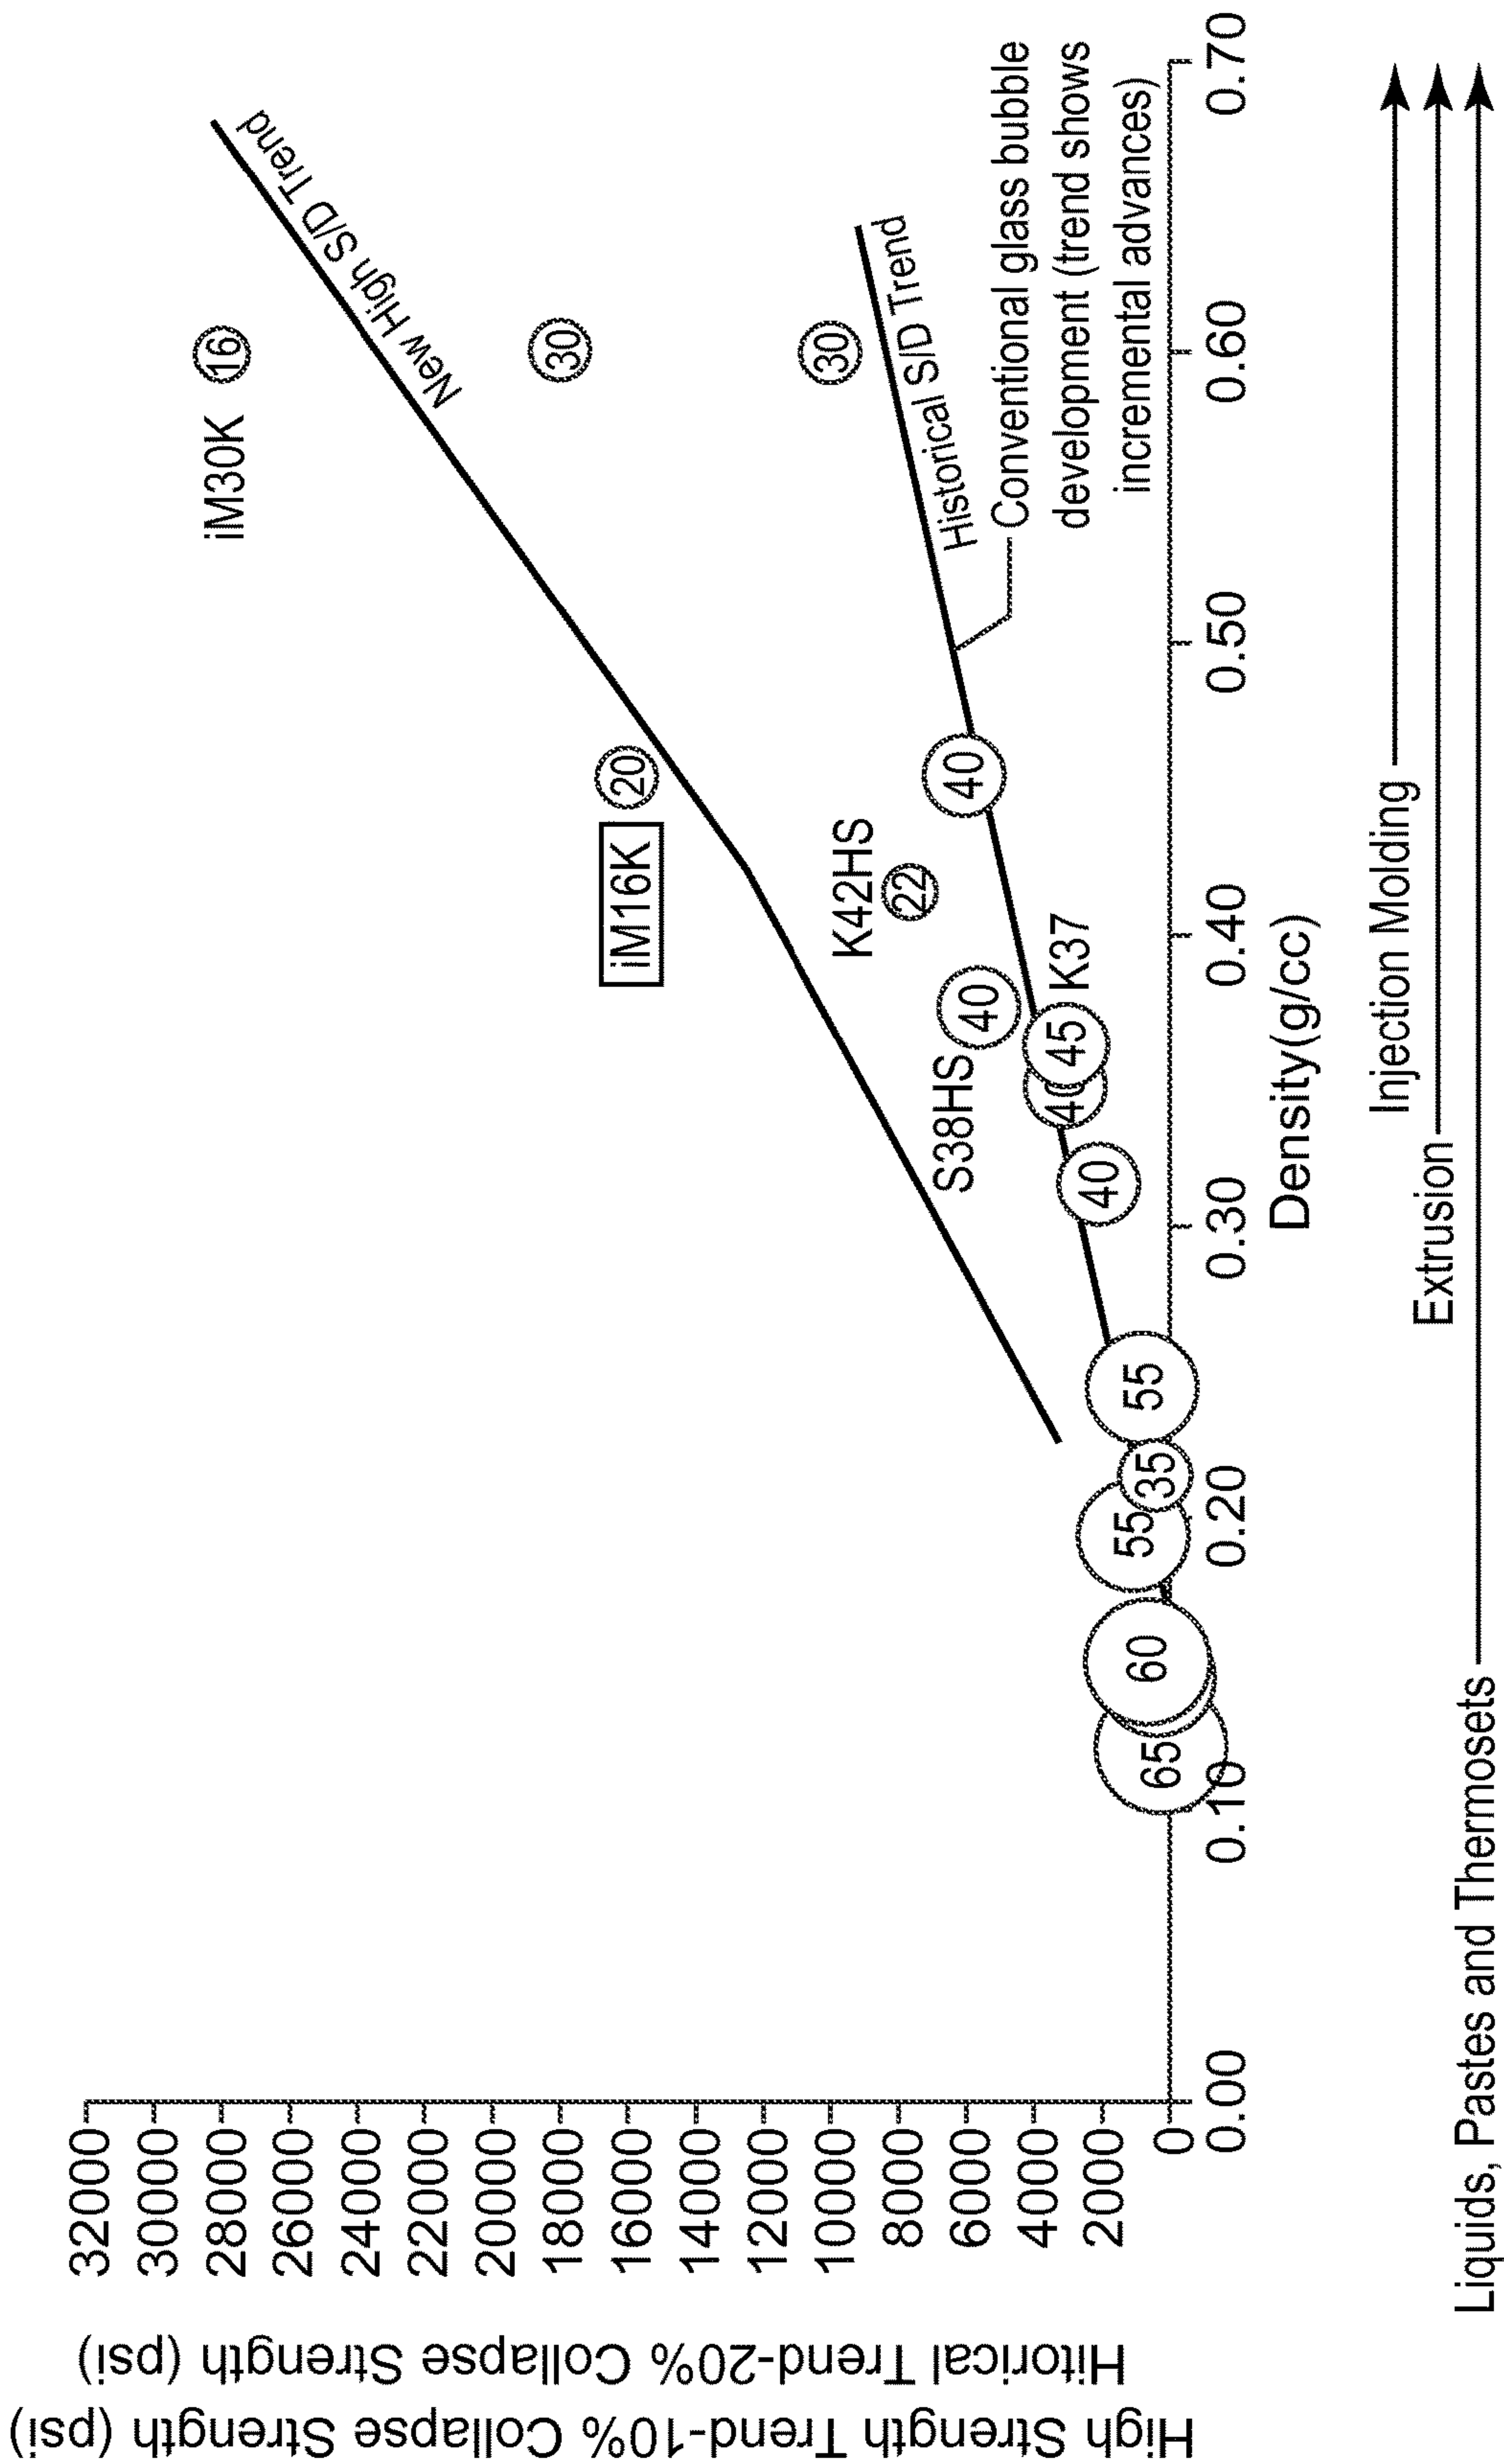 High Strength Trend-10% Collapse Strength (psi)
Hitorical Trend-20% Collapse Strength (psi)
32000
30000
28000
26000
24000
22000
20000
18000
16000
14000
12000
10000
8000
6000
4000
2000
0
iM30K
16
New High S/D Trend
30
iM16K
20
30
K42HS
22
Historical S/D Trend
S38HS
40
40
Conventional glass bubble
development (trend shows
incremental advances)
K37
45
40
40
55
35
55
60
65
0.00
0.10
0.20
0.30
0.40
0.50
0.60
0.70
Density(g/cc)
Injection Molding
Extrusion
Liquids, Pastes and Thermosets